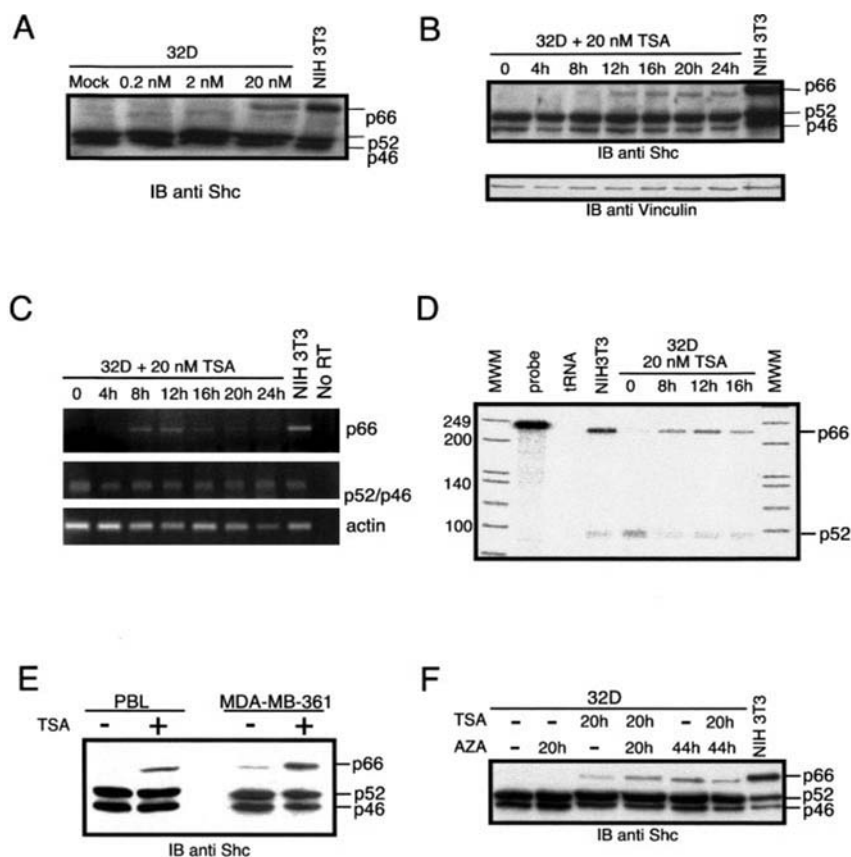 A
32D
NIH 3T3
Mock 0.2 nM 2 nM 20 nM
p66
p52
p46
IB anti Shc
B
32D + 20 nM TSA
NIH 3T3
0 4h 8h 12h 16h 20h 24h
p66
p52
p46
IB anti Shc
IB anti Vinculin
C
32D + 20 nM TSA
NIH 3T3
No RT
0 4h 8h 12h 16h 20h 24h
p66
p52/p46
actin
D
MWM
probe
tRNA
NIH3T3
32D
20 nM TSA
0 8h 12h 16h
MWM
249
200
140
100
p66
p52
E
PBL MDA-MB-361
TSA - + - +
p66
p52
p46
IB anti Shc
F
32D
NIH 3T3
TSA - - 20h 20h - 20h
AZA - 20h - 20h 44h 44h
p66
p52
p46
IB anti Shc